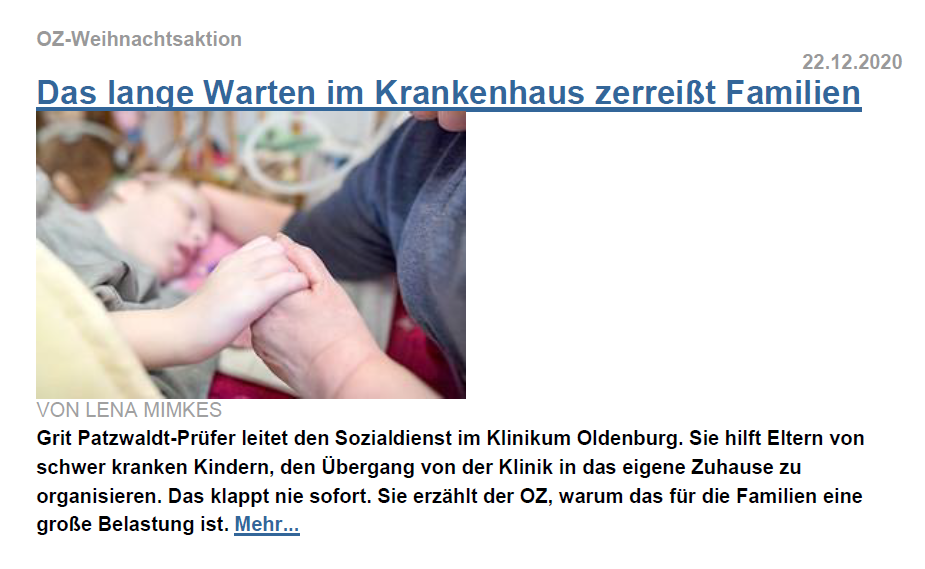 OZ-Weihnachtsaktion
22.12.2020
Das lange Warten im Krankenhaus zerreißt Familien
VON LENA MIMKES
Grit Patzwaldt-Prüfer leitet den Sozialdienst im Klinikum Oldenburg. Sie hilft Eltern von
schwer kranken Kindern, den Übergang von der Klinik in das eigene Zuhause zu
organisieren. Das klappt nie sofort. Sie erzählt der OZ, warum das für die Familien eine
große Belastung ist. Mehr...